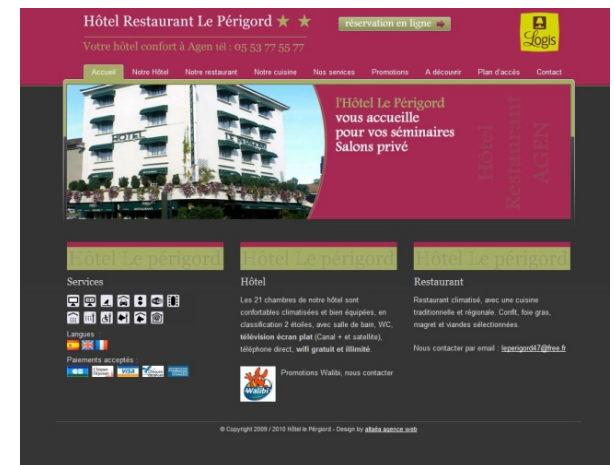 Hôtel Restaurant Le Périgord ★ ★
réservation en ligne
Logis
Votre hôtel confort à Agen tél : 05 53 77 55 77
Accueil Notre Hôtel Notre restaurant Notre cuisine Nos services Promotions A découvrir Plan d'accès Contact
HOTEL
l'Hôtel Le Périgord
vous accueille
pour vos séminaires
Salons privé
Hôtel
Restaurant
AGEN
Hôtel Le périgord
Hôtel Le périgord
Hôtel Le périgord
Services
Langues :
Paiements acceptés :
VISA
Hôtel
Les 21 chambres de notre hôtel sont
confortables climatisées et bien équipées, en
classification 2 étoiles, avec salle de bain, WC,
télévision écran plat (Canal + et satellite),
téléphone direct, wifi gratuit et illimité.
Walibi
Promotions Walibi, nous contacter
Restaurant
Restaurant climatisé, avec une cuisine
traditionnelle et régionale. Confit, foie gras,
magret et viandes sélectionnées.
Nous contacter par email : leperigord47@free.fr
© Copyright 2009 / 2010 Hôtel le Périgord - Design by altaéa agence web